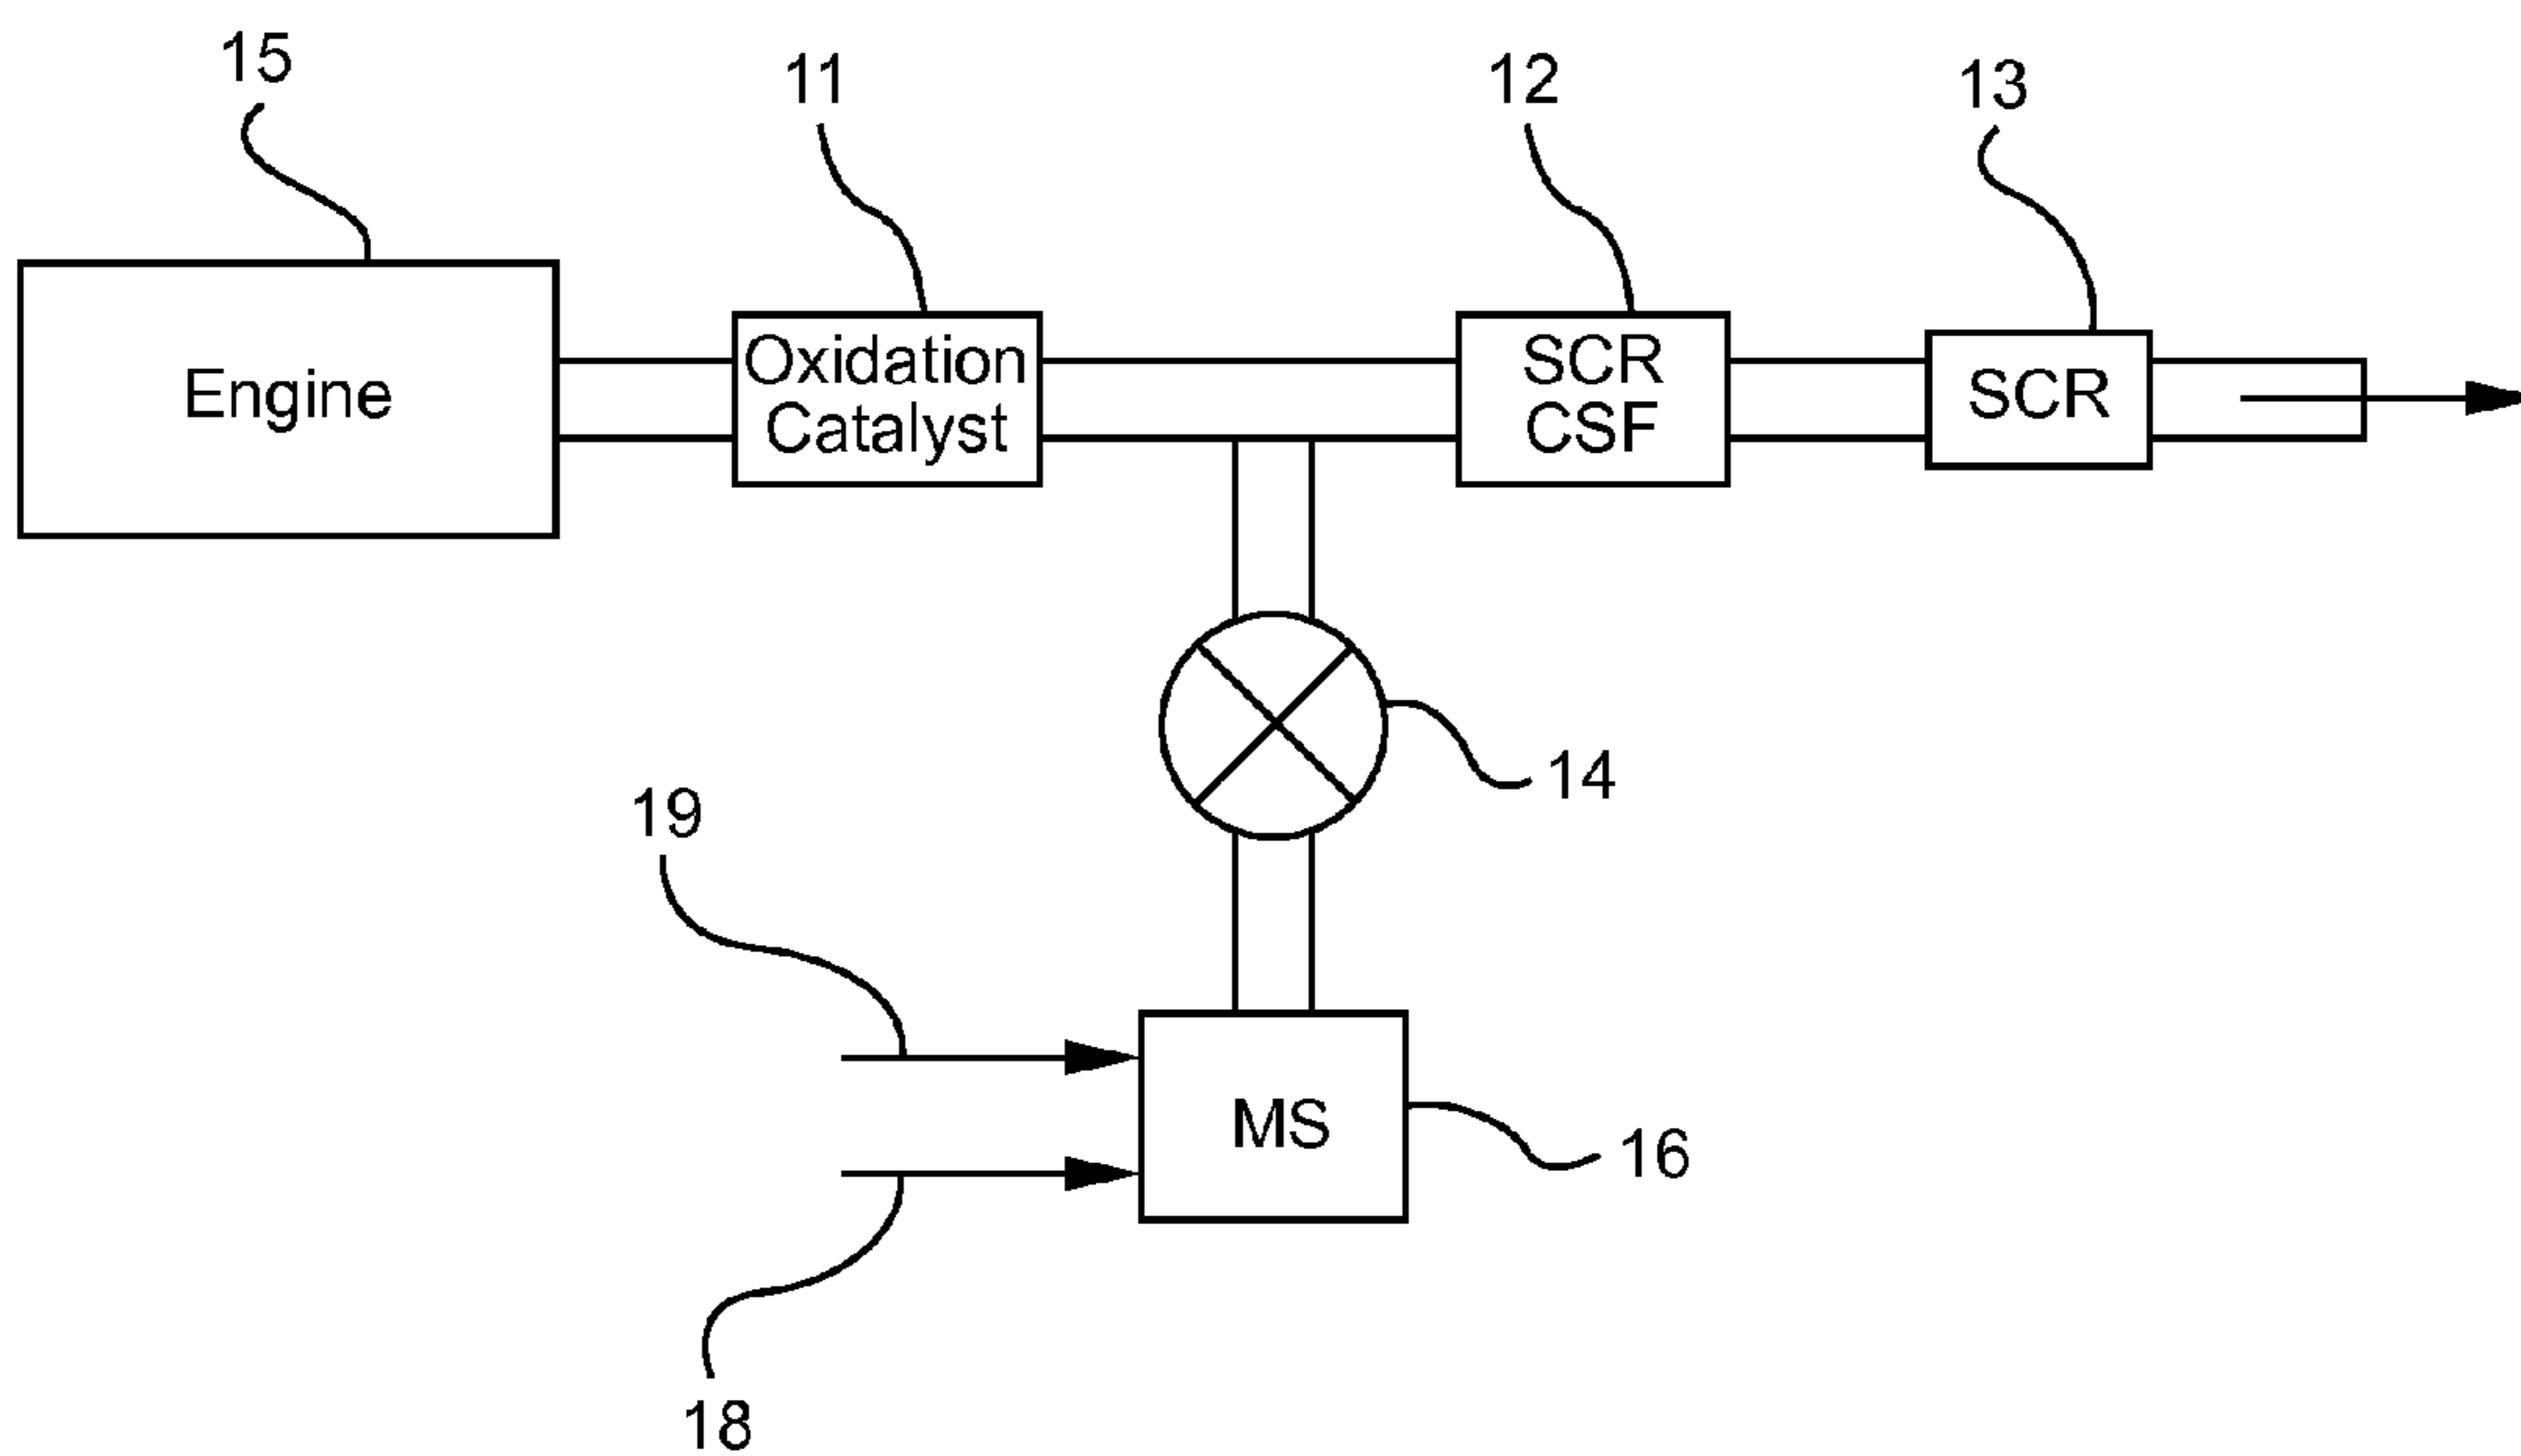 15
11
12
13
Engine
Oxidation
Catalyst
SCR
CSF
SCR
14
19
MS
16
18